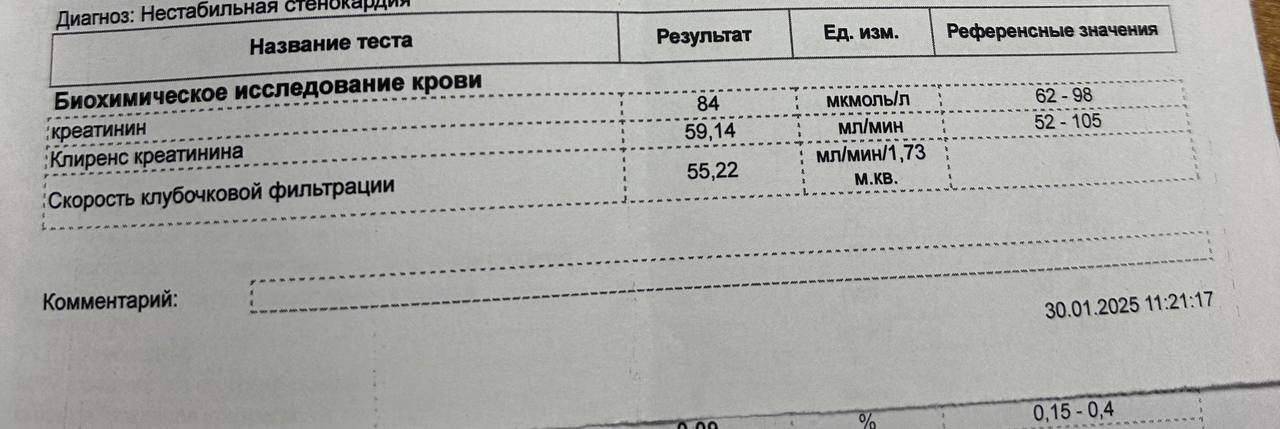 Диагноз: Нестабильная стенокардия
Название теста Результат Ед. изм. Референсные значения
Биохимическое исследование крови
креатинин 84 мкмоль/л 62 - 98
Клиренс креатинина 59,14 мл/мин 52 - 105
Скорость клубочковой фильтрации 55,22 мл/мин/1,73
м.кв.
Комментарий:
30.01.2025 11:21:17
% 0,15 - 0,4